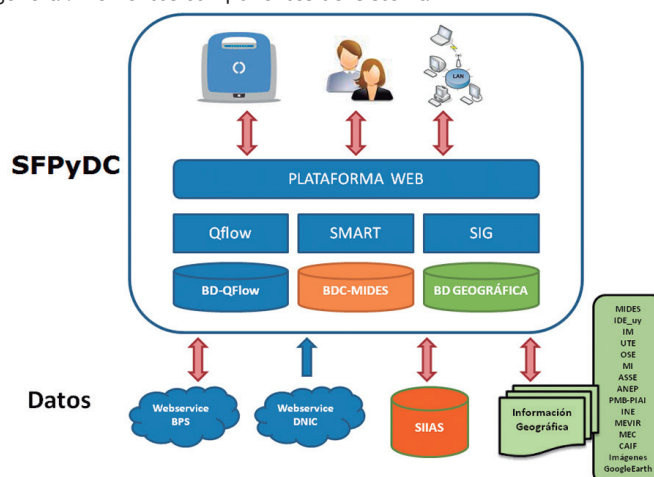 LAN
SFPyDC
PLATAFORMA WEB
Qflow
SMART
SIG
BD-QFlow
BDC-MIDES
BD GEOGRÁFICA
Datos
Webservice
BPS
Webservice
DNIC
SIIAS
Información
Geográfica
MIDES
IDE_uy
IM
UTE
OSE
MI
ASSE
ANEP
PMB-PIAI
INE
MEVIR
MEC
CAIF
Imágenes
GoogleEarth